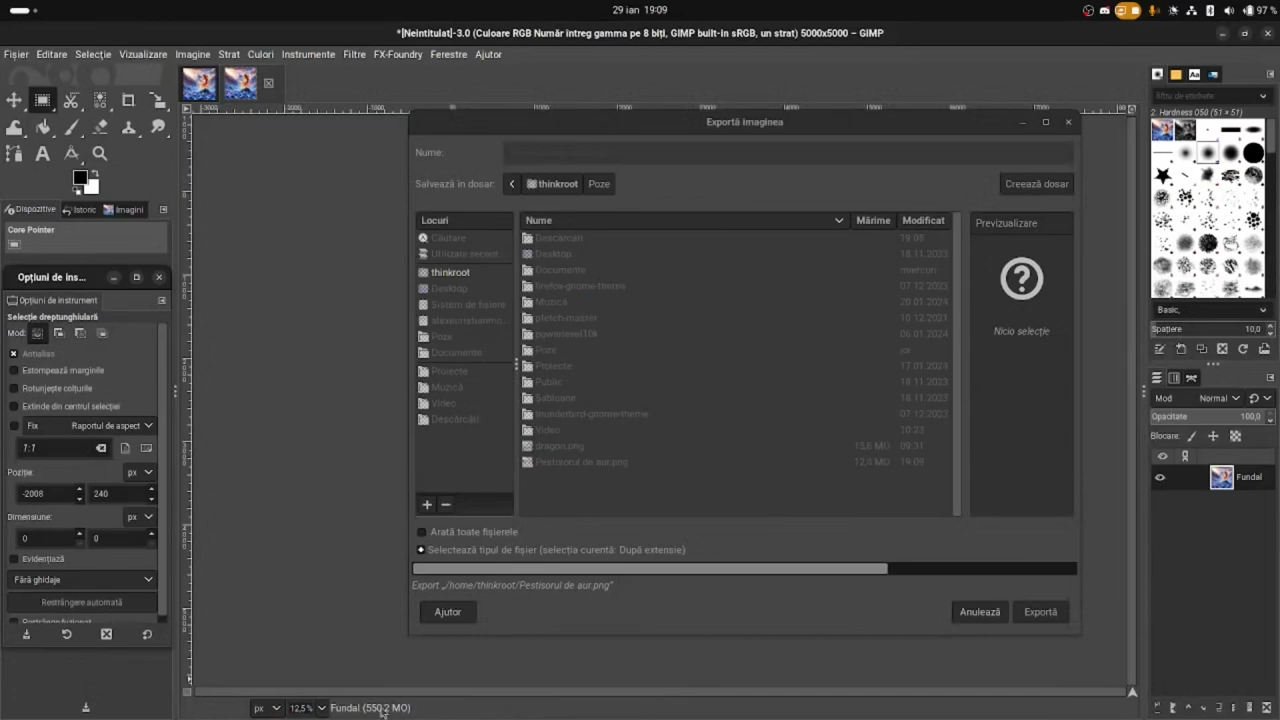 29 ian 19:09
97 %
*[Neintitulat]-3.0 (Culoare RGB Număr întreg gamma pe 8 biți, GIMP built-in sRGB, un strat) 5000x5000 – GIMP
Fișier Editare Selecție Vizualizare Imagine Strat Culori Instrumente Filtre FX-Foundry Ferestre Ajutor
Exportă imaginea
Nume:
Salvează în dosar:
thinkroot
Poze
Creează dosar
Locuri
Căutare
Utilizate recent
thinkroot
Desktop
Sistem de fișiere
Poze
Documente
Proiecte
Muzică
Video
Descărcări
Nume Mărime Modificat
Descărcări 19:05
Desktop 18.11.2023
Documente miercuri
firefox-gnome-theme 07.12.2023
Muzică 20.01.2024
pfetch-master 10.12.2021
powerlevel10k 06.01.2024
Poze joi
Proiecte 17.01.2024
Public 18.11.2023
Șabloane 18.11.2023
thunderbird-gnome-theme 07.12.2023
Video 10:23
dragon.png 13,6 MO 09:31
Pestisorul de aur.png 12,4 MO 19:09
Previzualizare
Nicio selecție
Arată toate fișierele
Selectează tipul de fișier (selecția curentă: După extensie)
Export „/home/thinkroot/Pestisorul de aur.png”
Ajutor
Anulează
Exportă
Dispozitive Istoric Imagini
Core Pointer
Opțiuni de ins...
Opțiuni de instrument
Selecție dreptunghiulară
Mod:
Antialias
Estompează marginile
Rotunjește colțurile
Extinde din centrul selecției
Fix Raportul de aspect
1:1
Poziție: px
-2008 240
Dimensiune: px
0 0
Evidențiază
Fără ghidaje
Restrângere automată
px 12,5% Fundal (550,2 MO)
filtru de etichete
2. Hardness 050 (51 × 51)
Basic,
Spațiere 10,0
Mod Normal
Opacitate 100,0
Blocare:
Fundal